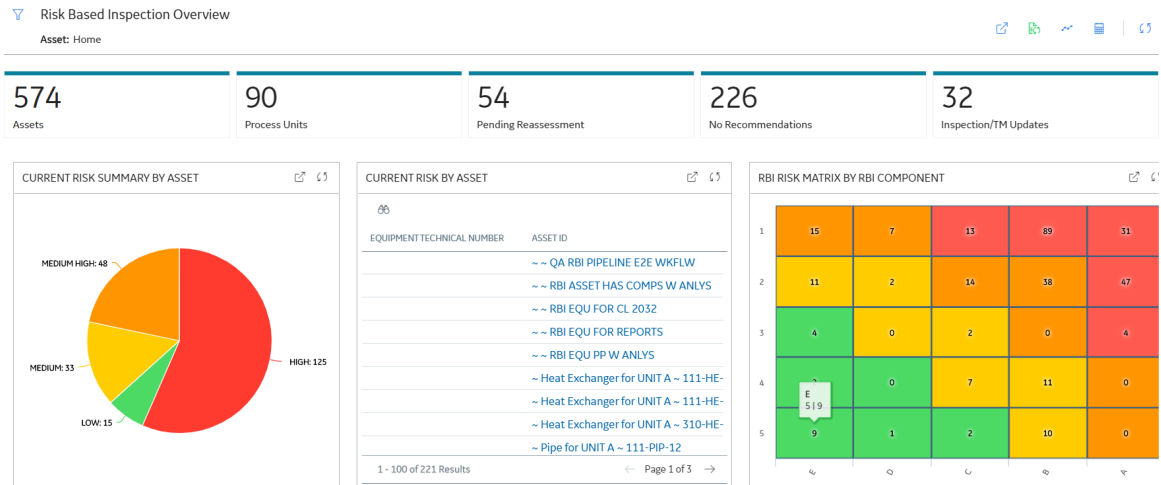 Risk Based Inspection Overview
Asset: Home
574
Assets
90
Process Units
54
Pending Reassessment
226
No Recommendations
32
Inspection/TM Updates
CURRENT RISK SUMMARY BY ASSET
MEDIUM HIGH: 48
MEDIUM: 33
LOW: 15
HIGH: 125
CURRENT RISK BY ASSET
EQUIPMENT TECHNICAL NUMBER ASSET ID
~ ~ QA RBI PIPELINE E2E WKFLW
~ ~ RBI ASSET HAS COMPS W ANLYS
~ ~ RBI EQU FOR CL 2032
~ ~ RBI EQU FOR REPORTS
~ ~ RBI EQU PP W ANLYS
~ Heat Exchanger for UNIT A ~ 111-HE-
~ Heat Exchanger for UNIT A ~ 111-HE-
~ Heat Exchanger for UNIT A ~ 310-HE-
~ Pipe for UNIT A ~ 111-PIP-12
1 - 100 of 221 Results Page 1 of 3
RBI RISK MATRIX BY RBI COMPONENT
1 15 7 13 89 31
2 11 2 14 38 47
3 4 0 2 0 4
4 0 7 11 0
E
5 | 9
5 9 1 2 10 0
E D C B A